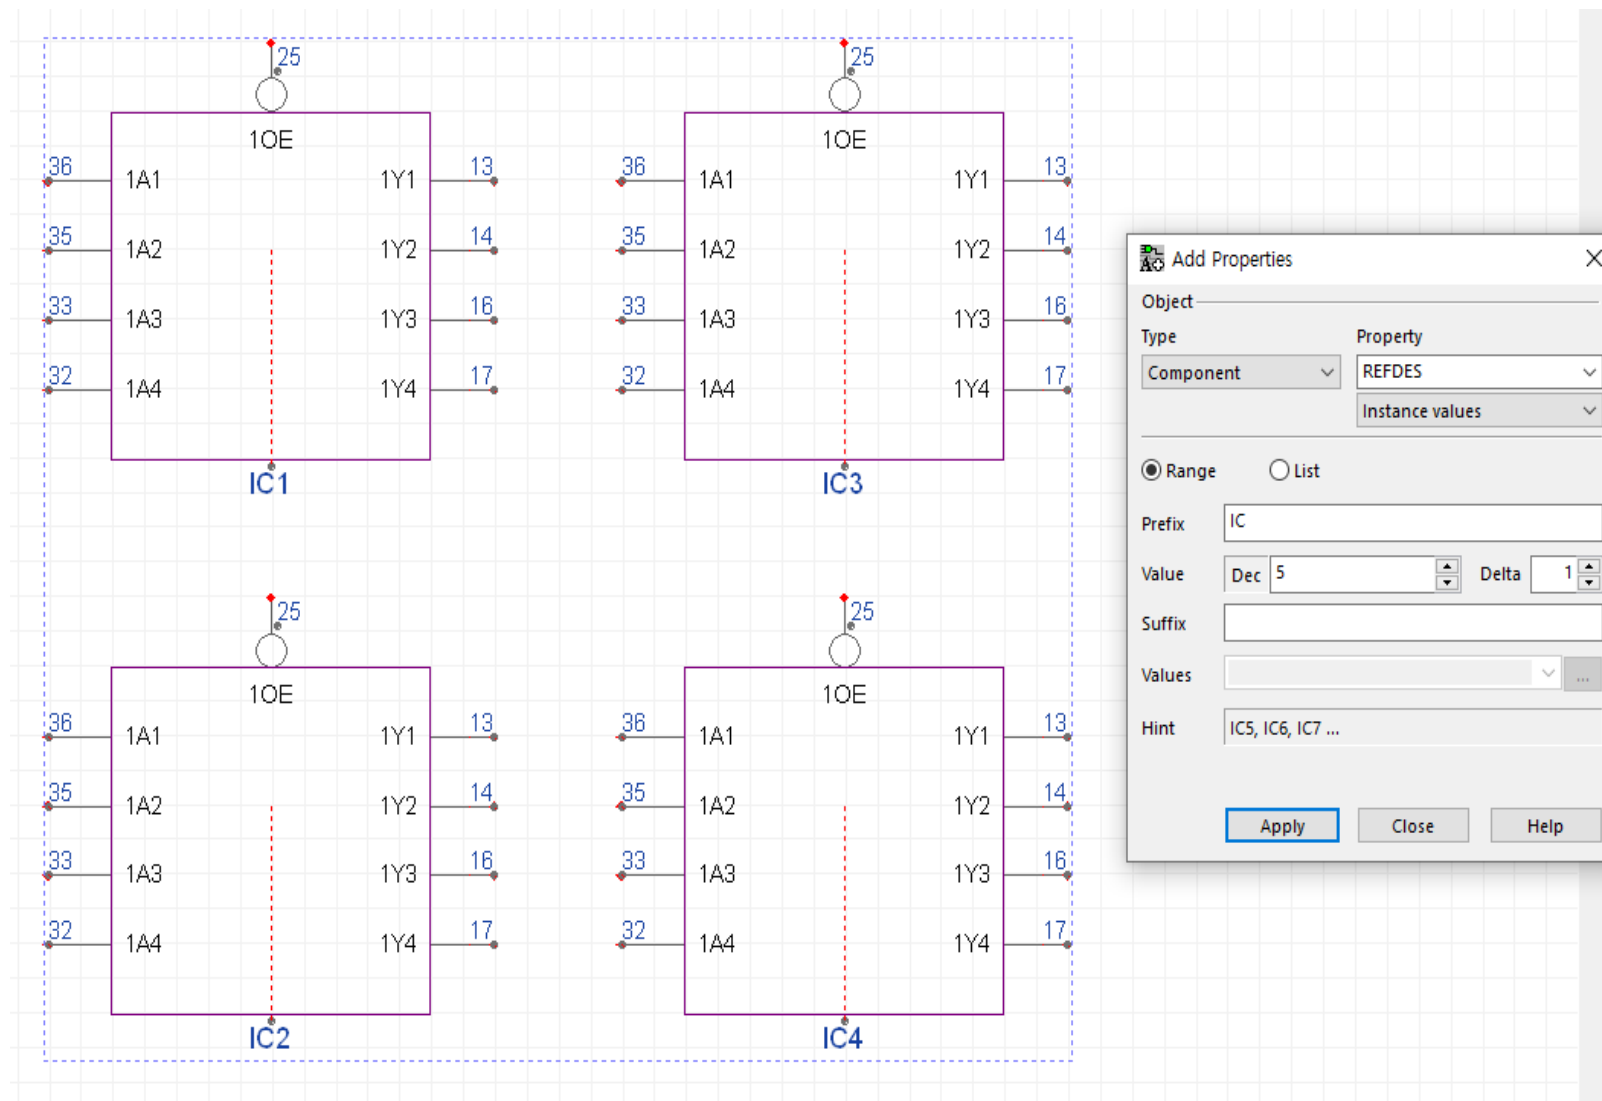 25
1OE
36 1A1 1Y1 13
35 1A2 1Y2 14
33 1A3 1Y3 16
32 1A4 1Y4 17
IC1
25
1OE
36 1A1 1Y1 13
35 1A2 1Y2 14
33 1A3 1Y3 16
32 1A4 1Y4 17
IC3
25
1OE
36 1A1 1Y1 13
35 1A2 1Y2 14
33 1A3 1Y3 16
32 1A4 1Y4 17
IC2
25
1OE
36 1A1 1Y1 13
35 1A2 1Y2 14
33 1A3 1Y3 16
32 1A4 1Y4 17
IC4
Add Properties
Object
Type Property
Component REFDES
Instance values
Range List
Prefix IC
Value Dec 5 Delta 1
Suffix
Values ...
Hint IC5, IC6, IC7 ...
Apply Close Help